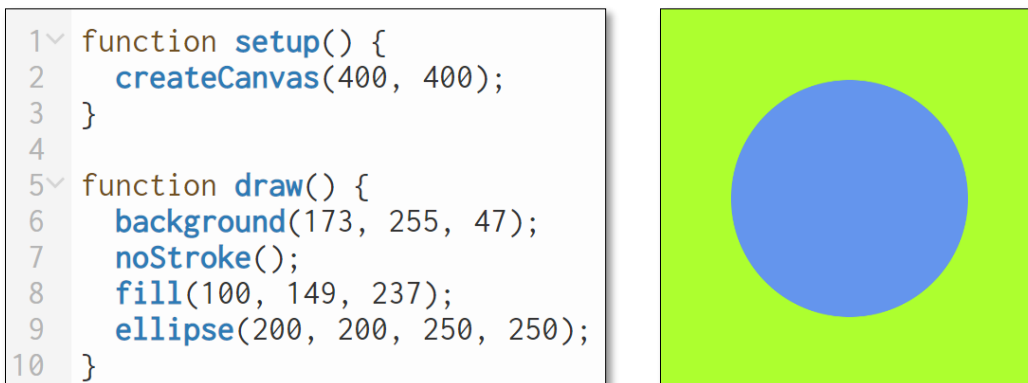 1 function setup() {
2 createCanvas(400, 400);
3 }
4
5 function draw() {
6 background(173, 255, 47);
7 noStroke();
8 fill(100, 149, 237);
9 ellipse(200, 200, 250, 250);
10 }